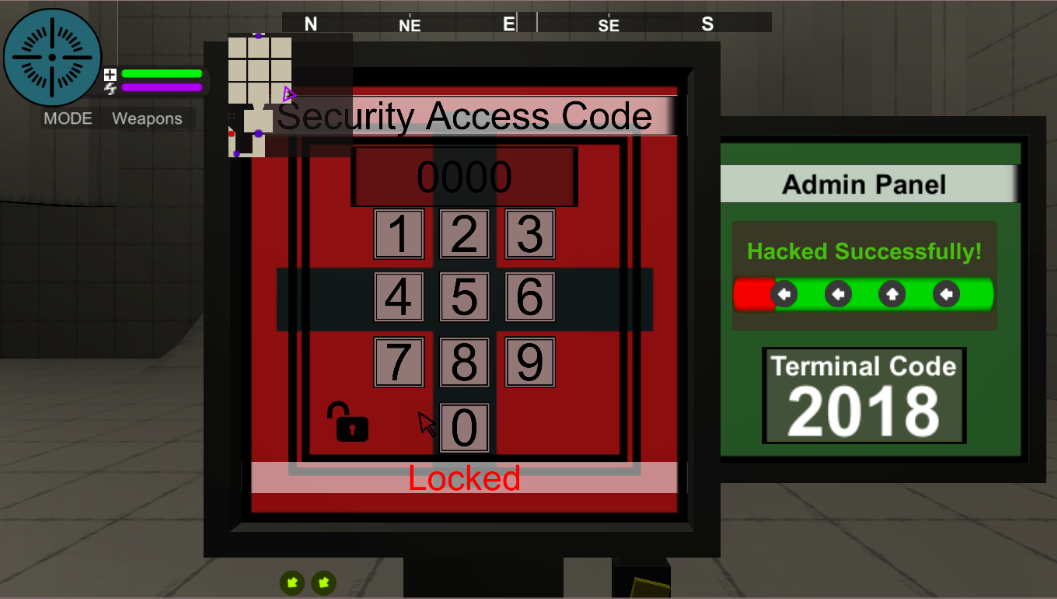 N NE E SE S
MODE Weapons
Security Access Code
0000
1 2 3
4 5 6
7 8 9
0
Locked
Admin Panel
Hacked Successfully!
Terminal Code
2018